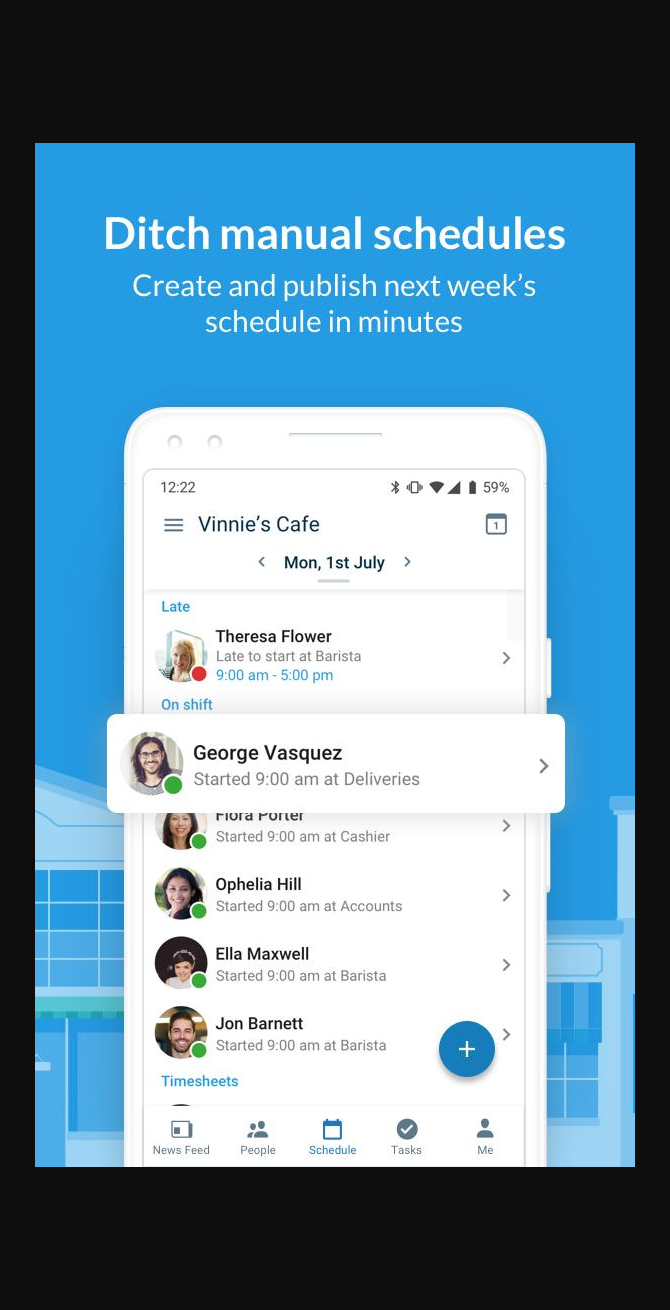 Ditch manual schedules
Create and publish next week's
schedule in minutes
12:22
59%
Vinnie's Cafe
1
Mon, 1st July
Late
Theresa Flower
Late to start at Barista
9:00 am - 5:00 pm
On shift
George Vasquez
Started 9:00 am at Deliveries
Flora Porter
Started 9:00 am at Cashier
Ophelia Hill
Started 9:00 am at Accounts
Ella Maxwell
Started 9:00 am at Barista
Jon Barnett
Started 9:00 am at Barista
Timesheets
News Feed People Schedule Tasks Me